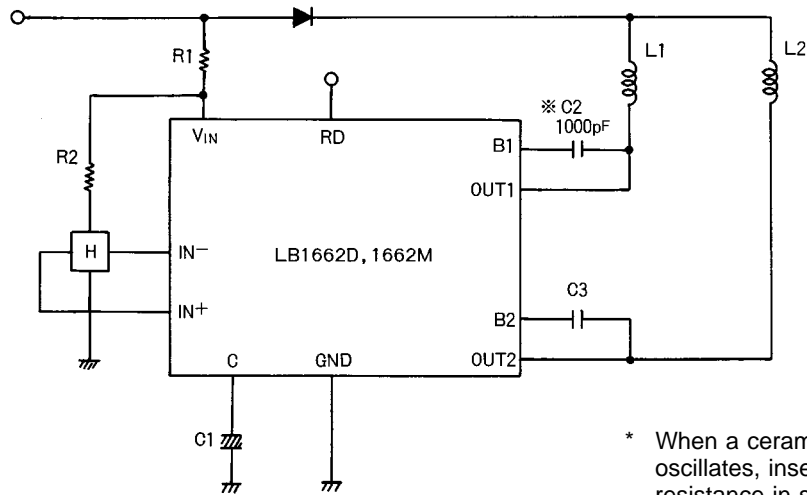 R1
L1
L2
※ C2
1000pF
VIN
RD
B1
R2
OUT1
H
IN-
LB1662D, 1662M
C3
IN+
B2
C
GND
OUT2
C1
* When a ceram
oscillates, inse
resistance in s